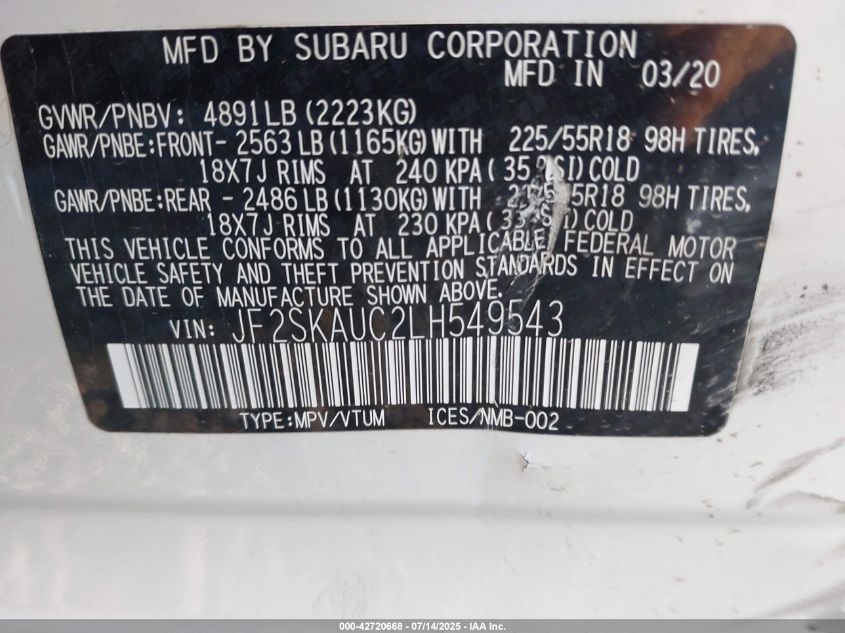 MFD BY SUBARU CORPORATION
MFD IN 03/20
GVWR/PNBV: 4891LB (2223KG)
GAWR/PNBE:FRONT- 2563 LB (1165KG) WITH 225/55R18 98H TIRES,
18X7J RIMS AT 240 KPA ( 35 PSI) COLD
GAWR/PNBE:REAR - 2486 LB (1130KG) WITH 98H TIRES,
18X7J RIMS AT 230 KPA COLD
THIS VEHICLE CONFORMS TO ALL APPLICABLE FEDERAL MOTOR
VEHICLE SAFETY AND THEFT PREVENTION STANDARDS IN EFFECT ON
THE DATE OF MANUFACTURE SHOWN ABOVE.
VIN: JF2SKAUC2LH549543
TYPE:MPV/VTUM ICES/NMB-002
000-42720668 - 07/14/2025 - IAA Inc.